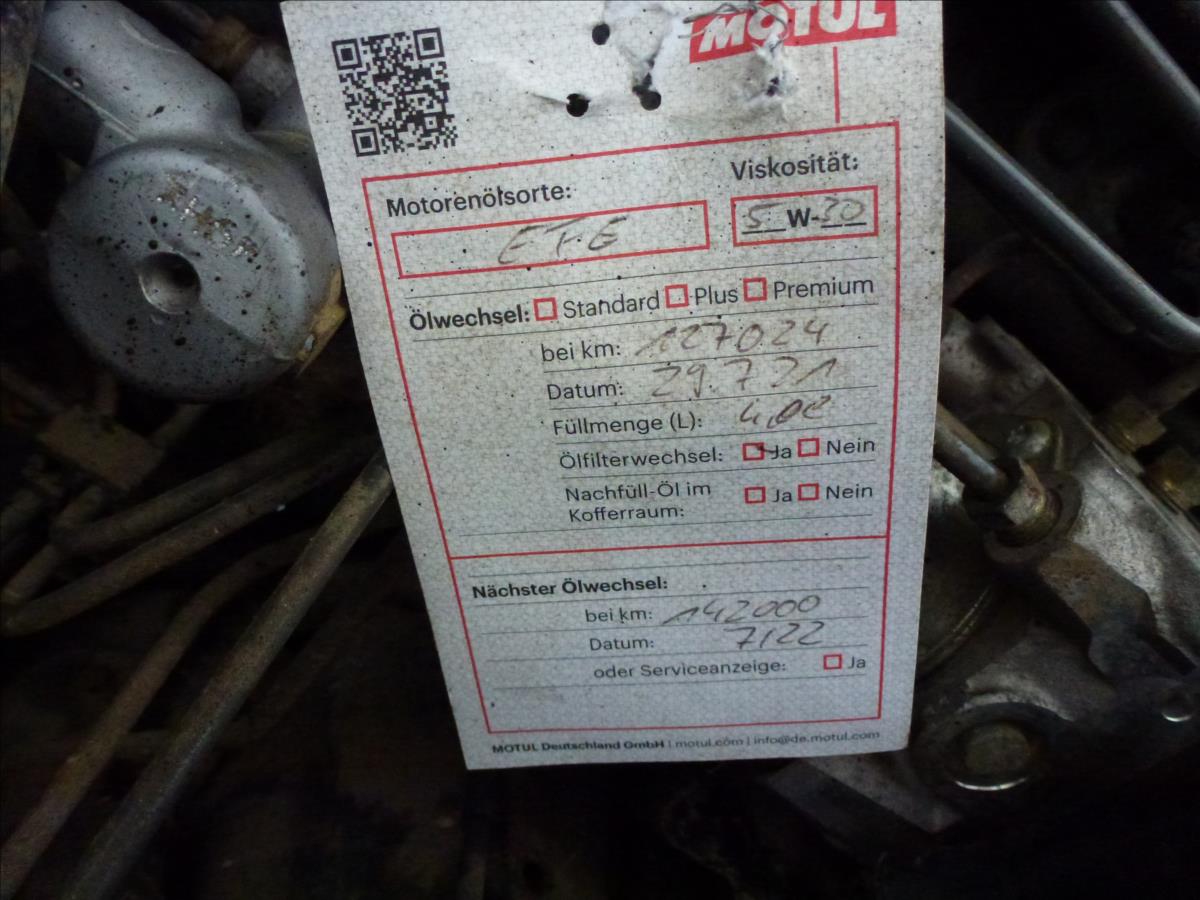 MOTUL
Motorenölsorte:
Viskosität:
EFE
5 W-30
Ölwechsel: Standard Plus Premium
bei km: 127024
Datum: 29.7.21
Füllmenge (L): 4,00
Ölfilterwechsel: Ja Nein
Nachfüll-Öl im
Kofferraum: Ja Nein
Nächster Ölwechsel:
bei km: 142000
Datum: 7/22
oder Serviceanzeige: Ja
MOTUL Deutschland GmbH | motul.com | info@de.motul.com